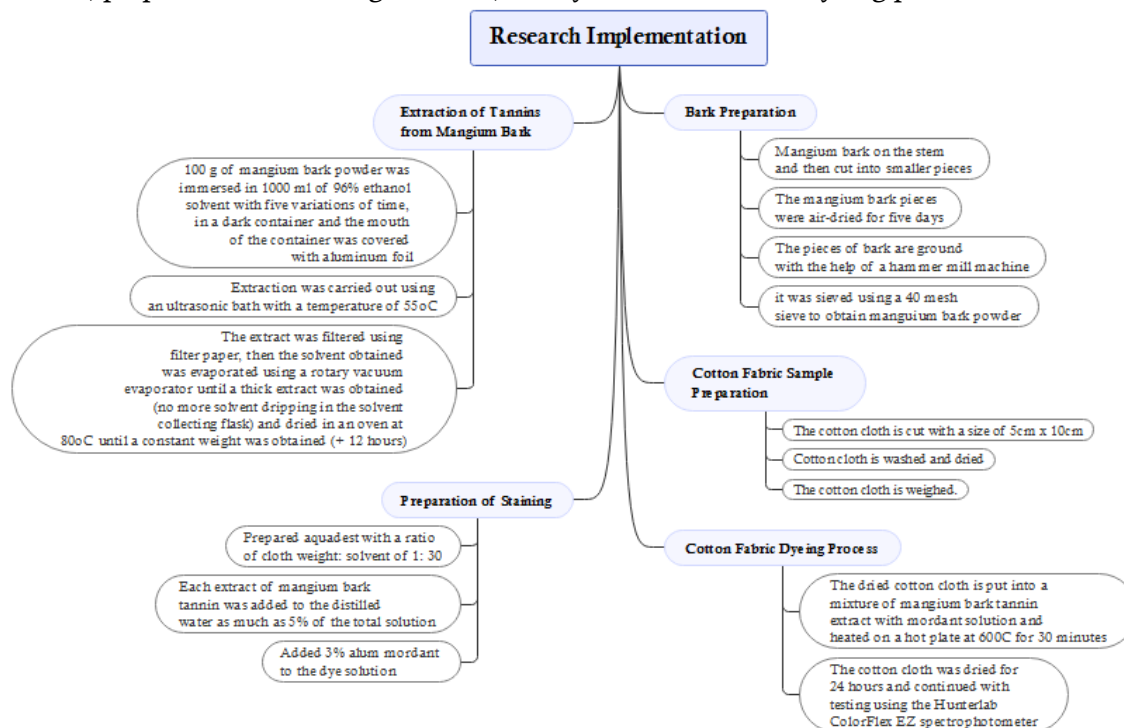 Research Implementation
Extraction of Tannins
from Mangium Bark
100 g of mangium bark powder was
immersed in 1000 ml of 96% ethanol
solvent with five variations of time,
in a dark container and the mouth
of the container was covered
with aluminum foil
Extraction was carried out using
an ultrasonic bath with a temperature of 55oC
The extract was filtered using
filter paper, then the solvent obtained
was evaporated using a rotary vacuum
evaporator until a thick extract was obtained
(no more solvent dripping in the solvent
collecting flask) and dried in an oven at
80oC until a constant weight was obtained (+ 12 hours)
Preparation of Staining
Prepared aquadest with a ratio
of cloth weight: solvent of 1: 30
Each extract of mangium bark
tannin was added to the distilled
water as much as 5% of the total solution
Added 3% alum mordant
to the dye solution
Bark Preparation
Mangium bark on the stem
and then cut into smaller pieces
The mangium bark pieces
were air-dried for five days
The pieces of bark are ground
with the help of a hammer mill machine
it was sieved using a 40 mesh
sieve to obtain manguium bark powder
Cotton Fabric Sample
Preparation
The cotton cloth is cut with a size of 5cm x 10cm
Cotton cloth is washed and dried
The cotton cloth is weighed.
Cotton Fabric Dyeing Process
The dried cotton cloth is put into a
mixture of mangium bark tannin
extract with mordant solution and
heated on a hot plate at 600C for 30 minutes
The cotton cloth was dried for
24 hours and continued with
testing using the Hunterlab
ColorFlex EZ spectrophotometer